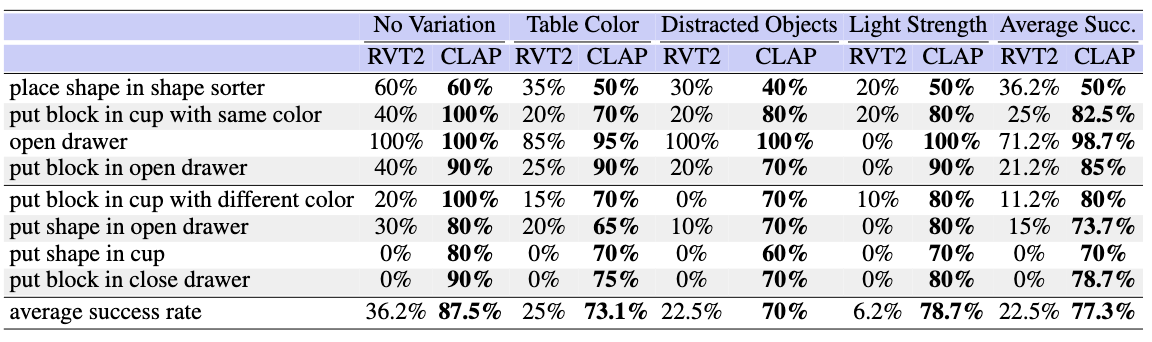 No Variation Table Color Distracted Objects Light Strength Average Succ.
RVT2 CLAP RVT2 CLAP RVT2 CLAP RVT2 CLAP RVT2 CLAP
place shape in shape sorter 60% 60% 35% 50% 30% 40% 20% 50% 36.2% 50%
put block in cup with same color 40% 100% 20% 70% 20% 80% 20% 80% 25% 82.5%
open drawer 100% 100% 85% 95% 100% 100% 0% 100% 71.2% 98.7%
put block in open drawer 40% 90% 25% 90% 20% 70% 0% 90% 21.2% 85%
put block in cup with different color 20% 100% 15% 70% 0% 70% 10% 80% 11.2% 80%
put shape in open drawer 30% 80% 20% 65% 10% 70% 0% 80% 15% 73.7%
put shape in cup 0% 80% 0% 70% 0% 60% 0% 70% 0% 70%
put block in close drawer 0% 90% 0% 75% 0% 70% 0% 80% 0% 78.7%
average success rate 36.2% 87.5% 25% 73.1% 22.5% 70% 6.2% 78.7% 22.5% 77.3%